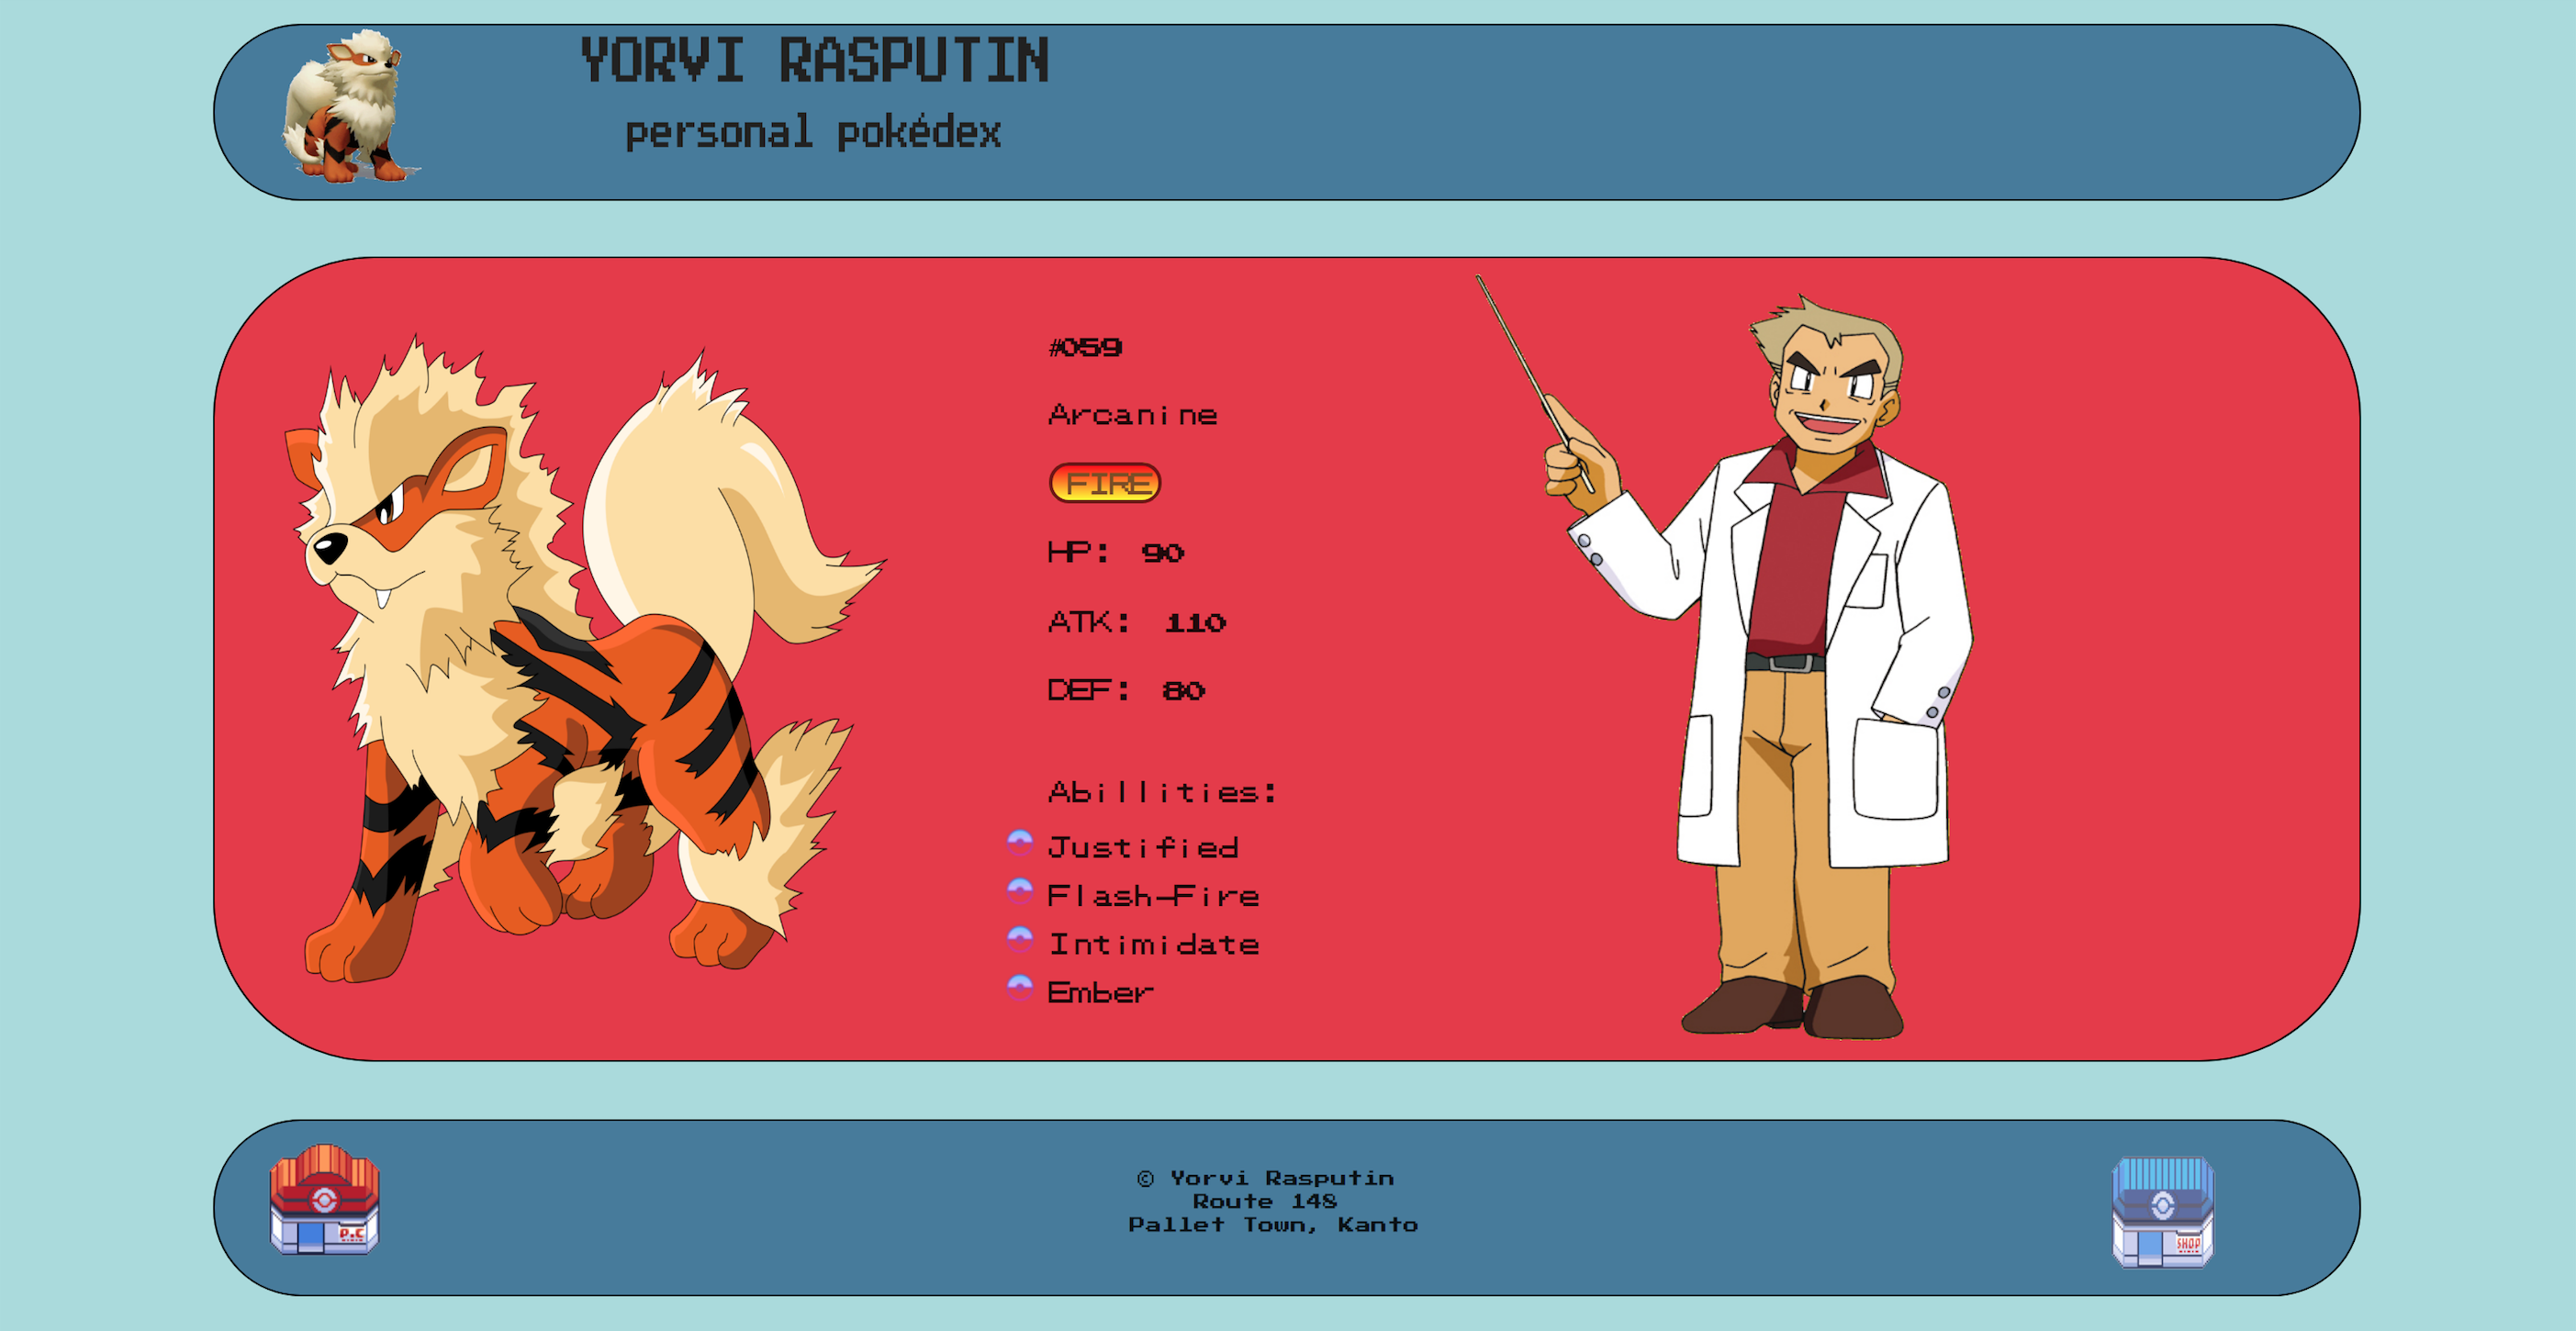 YORVI RASPUTIN
personal pokédex
#059
Arcanine
FIRE
HP: 90
ATK: 110
DEF: 80
Abillities:
Justified
Flash-Fire
Intimidate
Ember
P.C
© Yorvi Rasputin
Route 148
Pallet Town, Kanto
SHOP